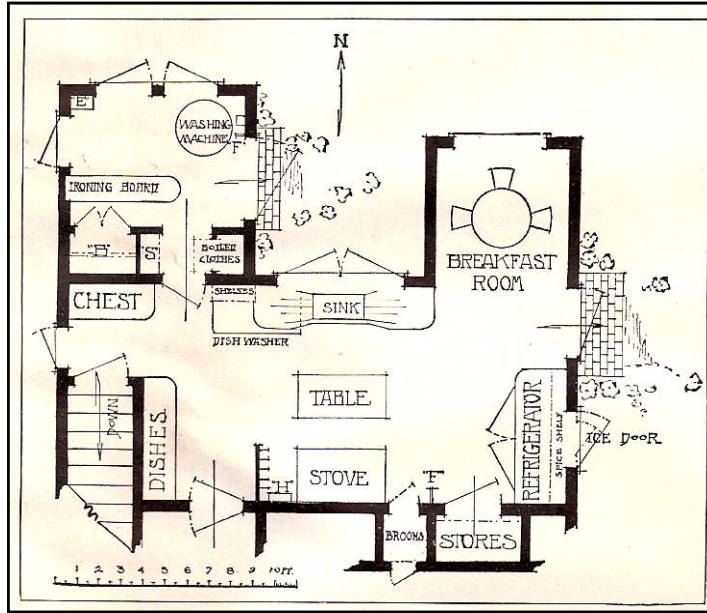 N
"E"
WASHING
MACHINE
"F"
IRONING BOARD
"B"
"S"
BOILER
CLOTHES
BREAKFAST
ROOM
CHEST
SHELVES
SINK
DISH WASHER
DOWN
DISHES
TABLE
REFRIGERATOR
SPICE SHELF
ICE DOOR
STOVE
"H"
"F"
BROOMS
STORES
1 2 3 4 5 6 7 8 9 10 FT.